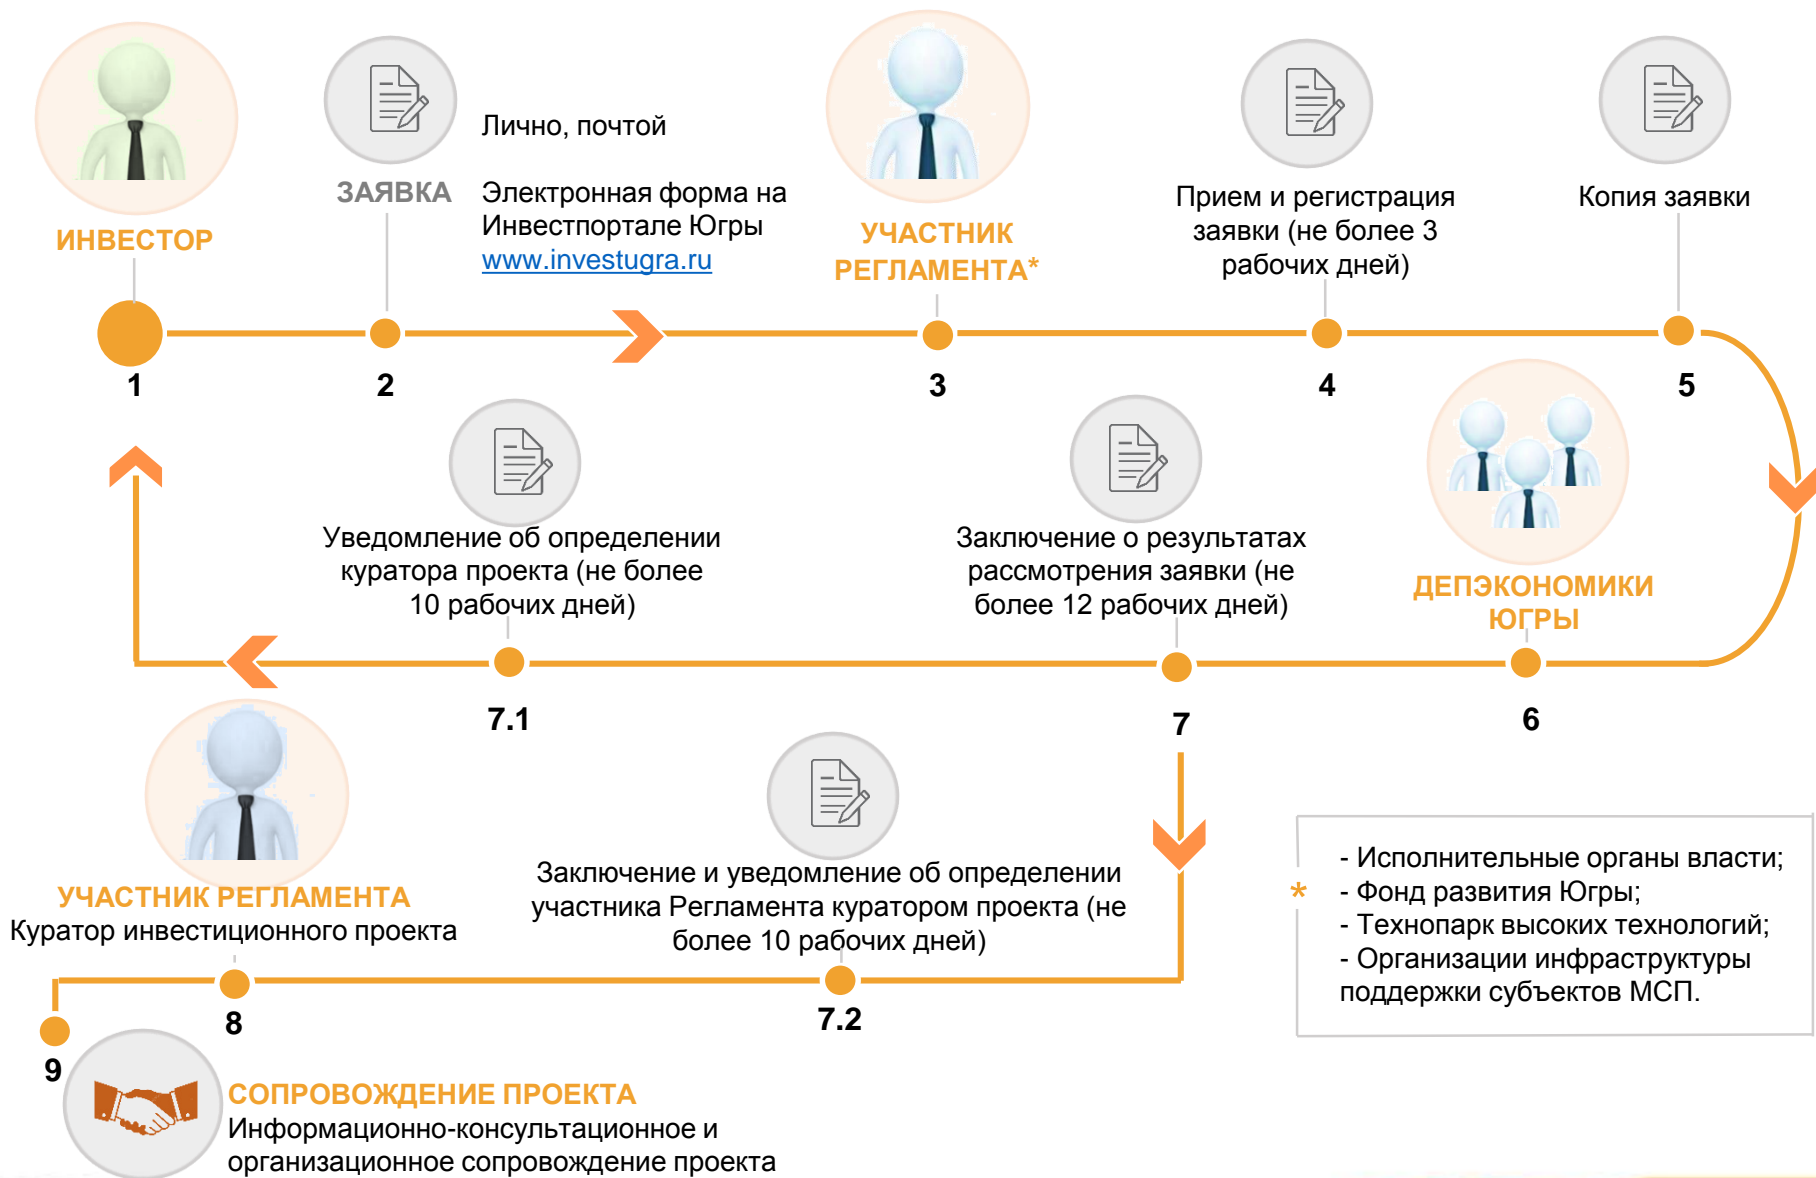 Лично, почтой
ЗАЯВКА
Электронная форма на
Инвестпортале Югры
www.investugra.ru
ИНВЕСТОР
УЧАСТНИК
РЕГЛАМЕНТА*
Прием и регистрация
заявки (не более 3
рабочих дней)
Копия заявки
1
2
3
4
5
Уведомление об определении
куратора проекта (не более
10 рабочих дней)
Заключение о результатах
рассмотрения заявки (не
более 12 рабочих дней)
ДЕПЭКОНОМИКИ
ЮГРЫ
7.1
7
6
УЧАСТНИК РЕГЛАМЕНТА
Куратор инвестиционного проекта
Заключение и уведомление об определении
участника Регламента куратором проекта (не
более 10 рабочих дней)
*
- Исполнительные органы власти;
- Фонд развития Югры;
- Технопарк высоких технологий;
- Организации инфраструктуры
поддержки субъектов МСП.
8
7.2
9
СОПРОВОЖДЕНИЕ ПРОЕКТА
Информационно-консультационное и
организационное сопровождение проекта